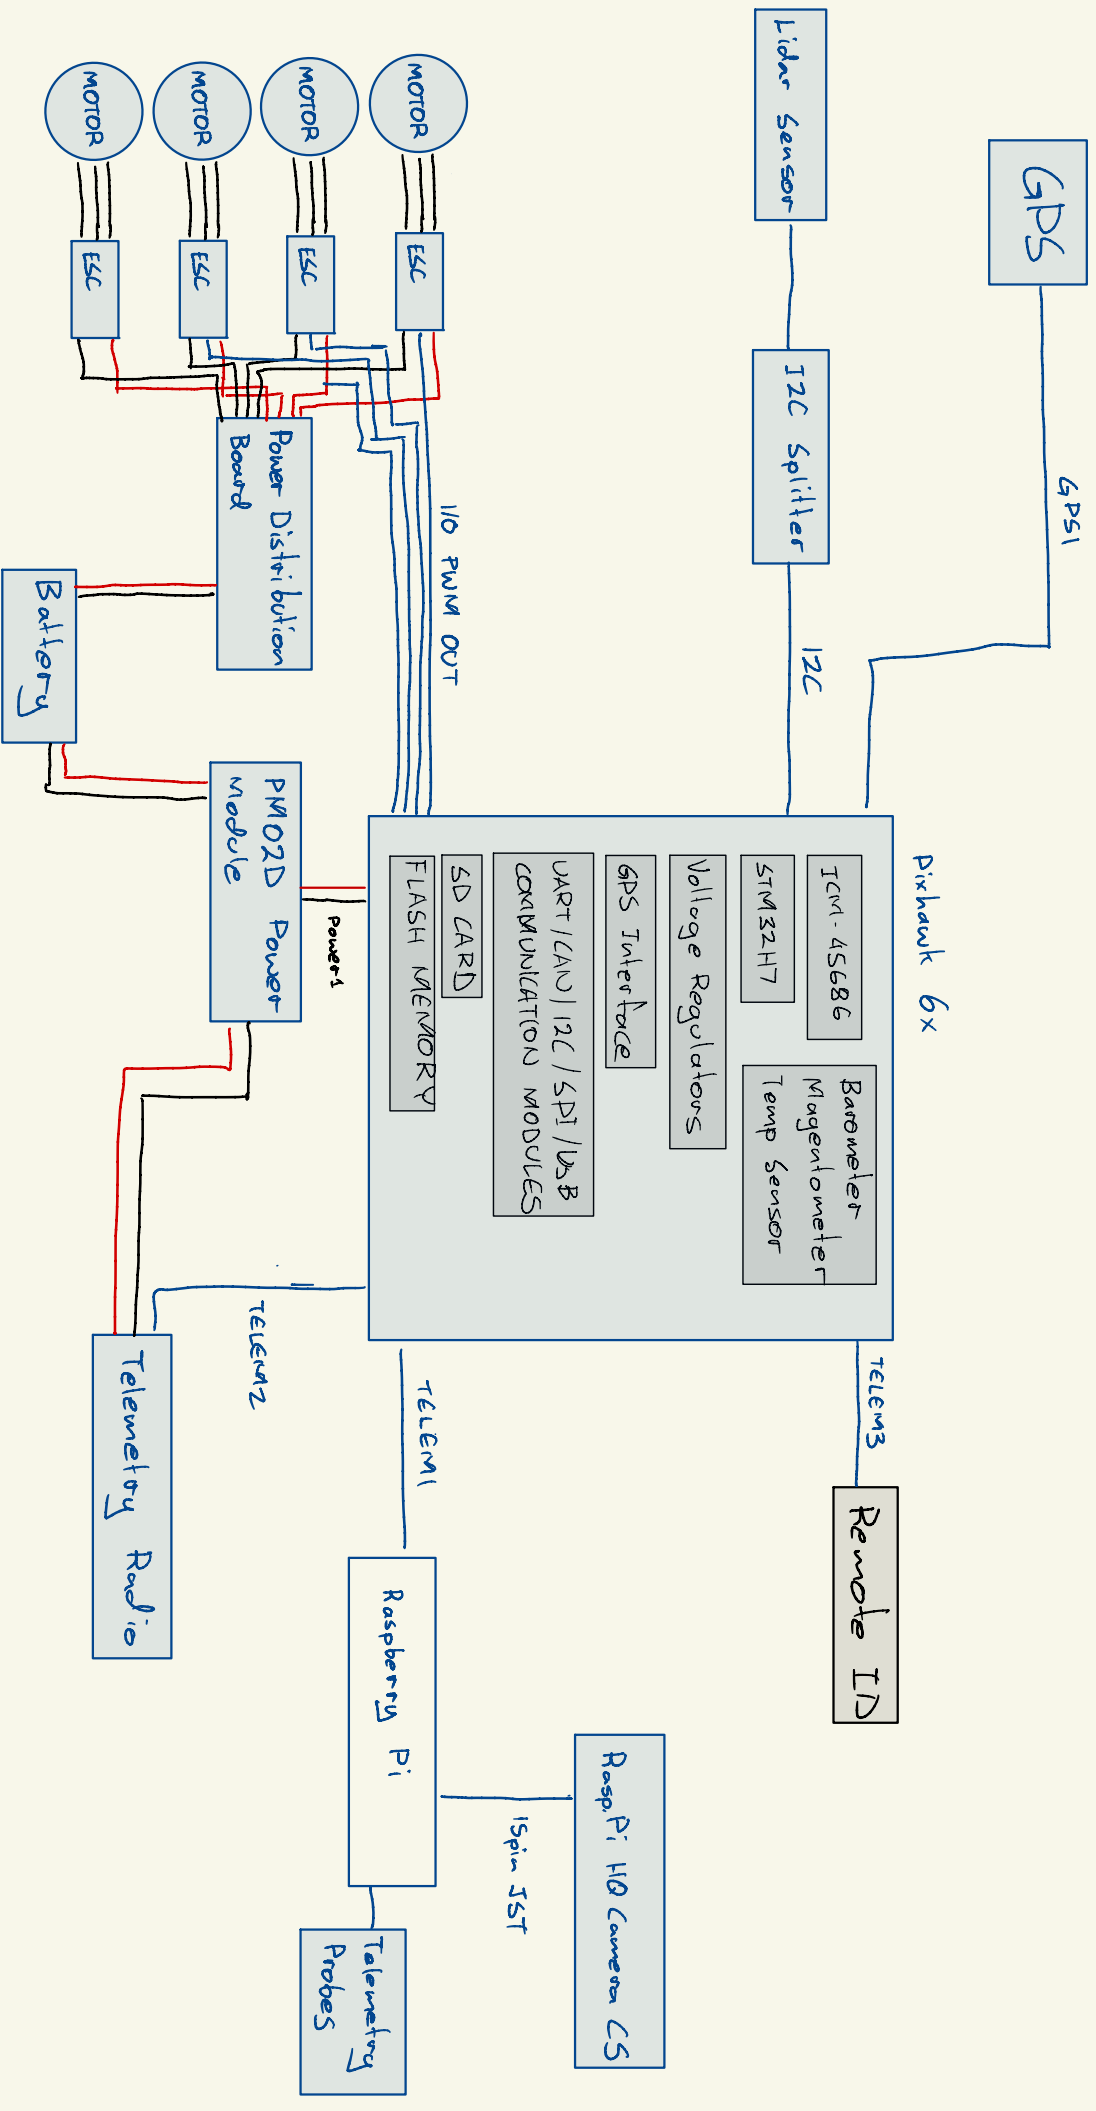 GPS
GPS1
Lidar Sensor
I2C Splitter
I2C
Pixhawk 6x
ICM-45686
STM32H7
Barometer
Magentometer
Temp Sensor
Voltage Regulators
GPS Interface
UART/CAN/I2C/SPI/USB
COMMUNICATION MODULES
SD CARD
FLASH MEMORY
TELEM3
Remote ID
MOTOR
ESC
MOTOR
ESC
MOTOR
ESC
MOTOR
ESC
I/O PWM OUT
Power Distribution
Board
Battery
PM02D Power
Module
Power1
TELEM2
Telemetry Radio
TELEM1
Raspberry Pi
15pin JST
Rasp.Pi HQ Camera CS
Telemetry
Probes